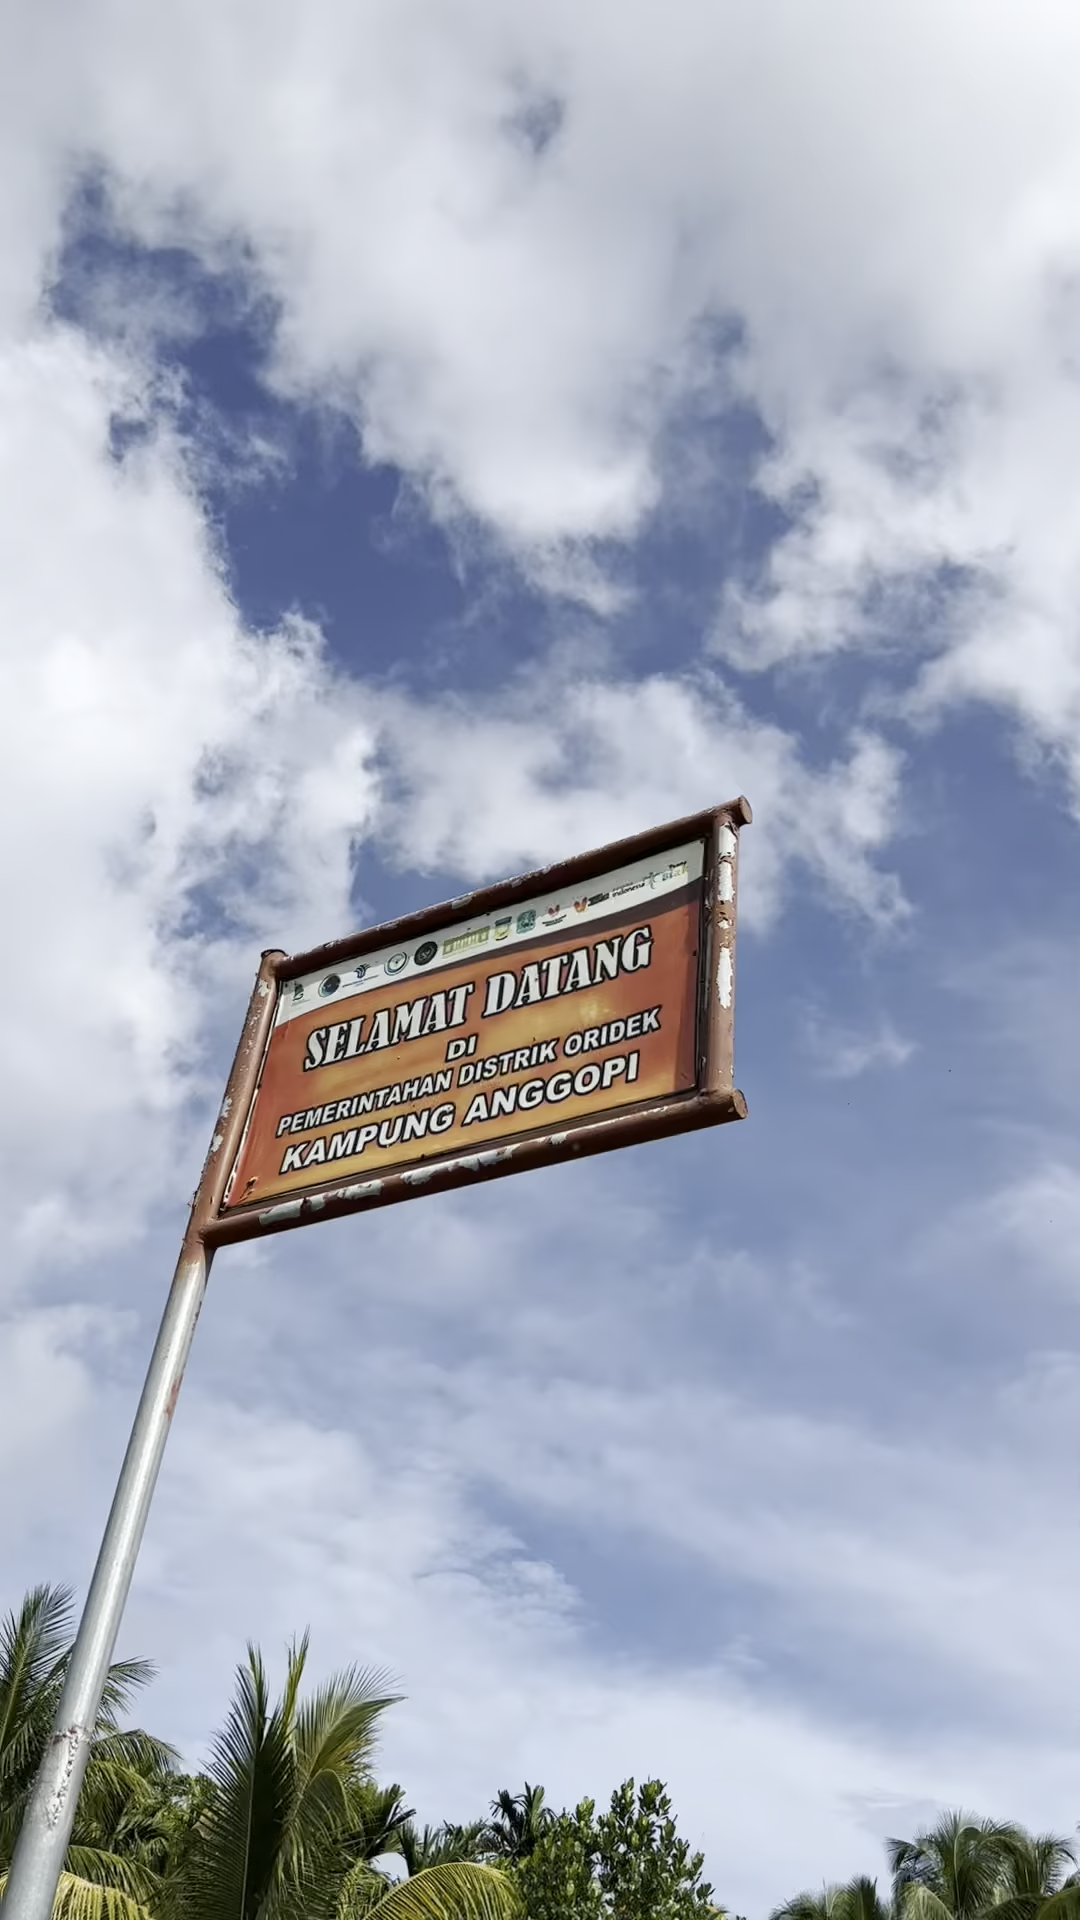 SELAMAT DATANG
DI
PEMERINTAHAN DISTRIK ORIDEK
KAMPUNG ANGGOPI